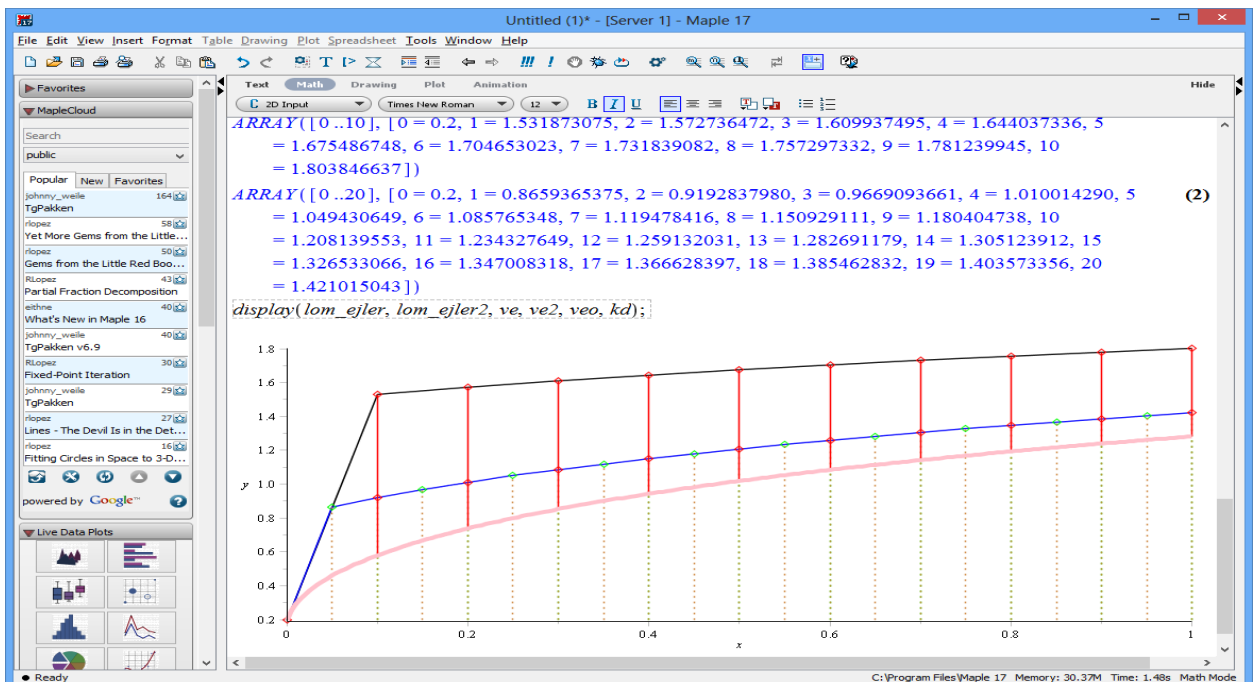 Untitled (1)* - [Server 1] - Maple 17
File Edit View Insert Format Table Drawing Plot Spreadsheet Tools Window Help
Favorites
MapleCloud
Search
public
Popular New Favorites
johnny_weile 164
TgPakken
rlopez 58
Yet More Gems from the Little...
rlopez 50
Gems from the Little Red Boo...
RLopez 43
Partial Fraction Decomposition
eithne 40
What's New in Maple 16
johnny_weile 40
TgPakken v6.9
RLopez 30
Fixed-Point Iteration
johnny_weile 29
TgPakken
rlopez 27
Lines - The Devil Is in the Det...
rlopez 16
Fitting Circles in Space to 3-D...
powered by Google™
Live Data Plots
Text Math Drawing Plot Animation Hide
C 2D Input Times New Roman 12 B I U
ARRAY([0 ..10], [0 = 0.2, 1 = 1.531873075, 2 = 1.572736472, 3 = 1.609937495, 4 = 1.644037336, 5
= 1.675486748, 6 = 1.704653023, 7 = 1.731839082, 8 = 1.757297332, 9 = 1.781239945, 10
= 1.803846637])
ARRAY([0 ..20], [0 = 0.2, 1 = 0.8659365375, 2 = 0.9192837980, 3 = 0.9669093661, 4 = 1.010014290, 5 (2)
= 1.049430649, 6 = 1.085765348, 7 = 1.119478416, 8 = 1.150929111, 9 = 1.180404738, 10
= 1.208139553, 11 = 1.234327649, 12 = 1.259132031, 13 = 1.282691179, 14 = 1.305123912, 15
= 1.326533066, 16 = 1.347008318, 17 = 1.366628397, 18 = 1.385462832, 19 = 1.403573356, 20
= 1.421015043])
display(lom_ejler, lom_ejler2, ve, ve2, veo, kd);
1.8
1.6
1.4
1.2
y 1.0
0.8
0.6
0.4
0.2
0 0.2 0.4 0.6 0.8 1
x
Ready C:\Program Files\Maple 17 Memory: 30.37M Time: 1.48s Math Mode